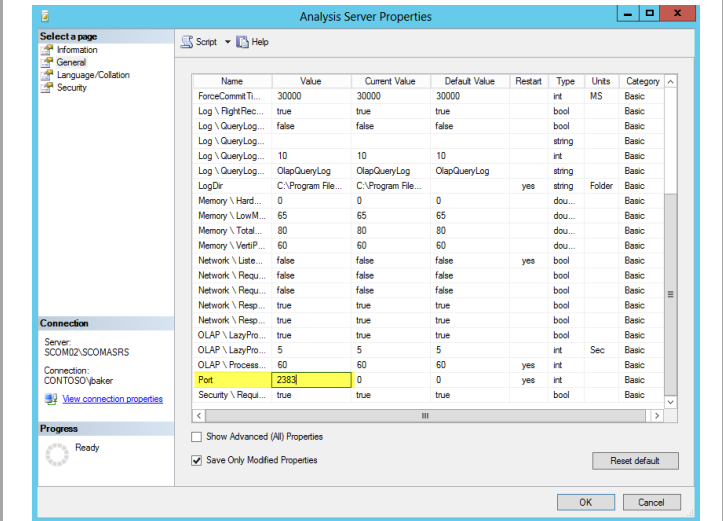 Analysis Server Properties
Select a page
Information
General
Language/Collation
Security
Script Help
Name Value Current Value Default Value Restart Type Units Category
ForceCommitTi... 30000 30000 30000 int MS Basic
Log \ FlightRec... true true true bool Basic
Log \ QueryLog... false false false bool Basic
Log \ QueryLog... string Basic
Log \ QueryLog... 10 10 10 int Basic
Log \ QueryLog... OlapQueryLog OlapQueryLog OlapQueryLog string Basic
LogDir C:\Program File... C:\Program File... yes string Folder Basic
Memory \ Hard... 0 0 0 dou... Basic
Memory \ LowM... 65 65 65 dou... Basic
Memory \ Total... 80 80 80 dou... Basic
Memory \ VertiP... 60 60 60 dou... Basic
Network \ Liste... false false false yes bool Basic
Network \ Requ... false false false bool Basic
Network \ Requ... false false false bool Basic
Network \ Resp... true true true bool Basic
Network \ Resp... true true true bool Basic
OLAP \ LazyPro... true true true bool Basic
OLAP \ LazyPro... 5 5 5 int Sec Basic
OLAP \ Process... 60 60 60 yes int Basic
Port 2383 0 0 yes int Basic
Security \ Requi... true true true bool Basic
Connection
Server:
SCOM02\SCOMASRS
Connection:
CONTOSO\jbaker
View connection properties
Progress
Ready
Show Advanced (All) Properties
Save Only Modified Properties
Reset default
OK Cancel